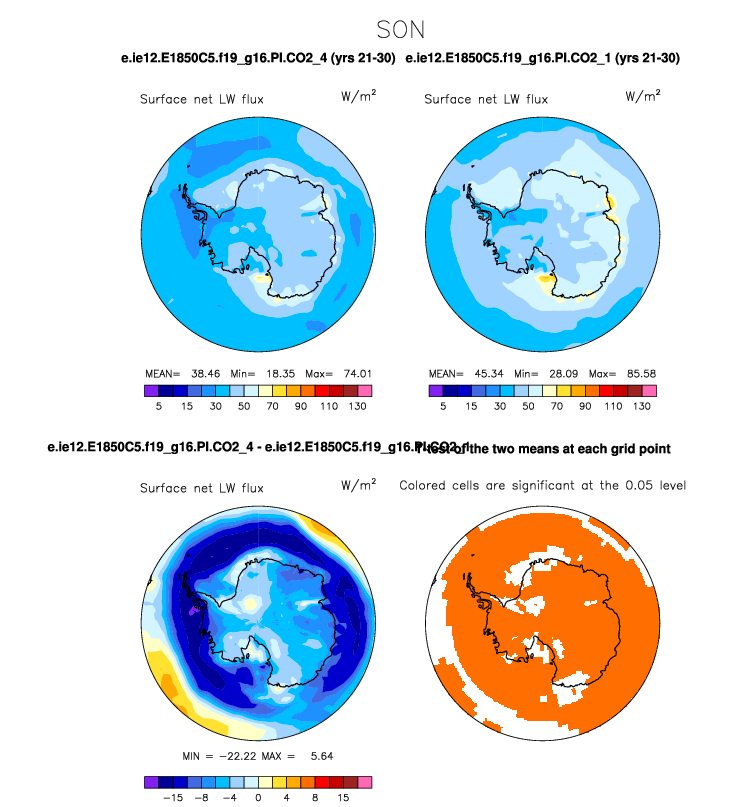 SON
e.ie12.E1850C5.f19_g16.PI.CO2_4 (yrs 21-30) e.ie12.E1850C5.f19_g16.PI.CO2_1 (yrs 21-30)
Surface net LW flux W/m² Surface net LW flux W/m²
MEAN= 38.46 Min= 18.35 Max= 74.01 MEAN= 45.34 Min= 28.09 Max= 85.58
5 15 30 50 70 90 110 130 5 15 30 50 70 90 110 130
e.ie12.E1850C5.f19_g16.PI.CO2_4 - e.ie12.E1850C5.f19_g16.PI.CO2_1 T-test of the two means at each grid point
Surface net LW flux W/m² Colored cells are significant at the 0.05 level
MIN = -22.22 MAX = 5.64
-15 -8 -4 0 4 8 15